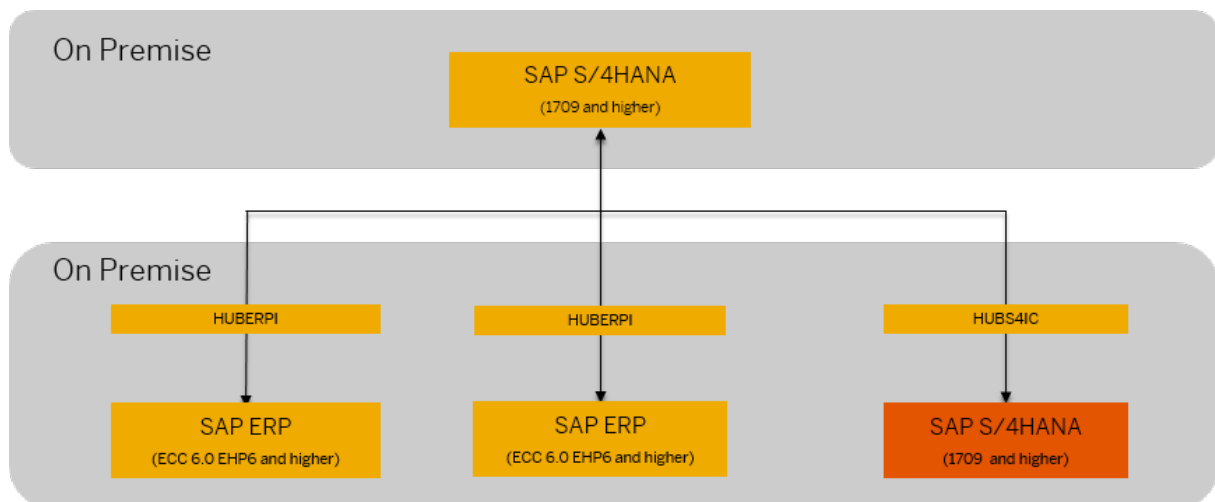 On Premise
SAP S/4HANA
(1709 and higher)
On Premise
HUBERPI
HUBERPI
HUBS4IC
SAP ERP
(ECC 6.0 EHP6 and higher)
SAP ERP
(ECC 6.0 EHP6 and higher)
SAP S/4HANA
(1709 and higher)